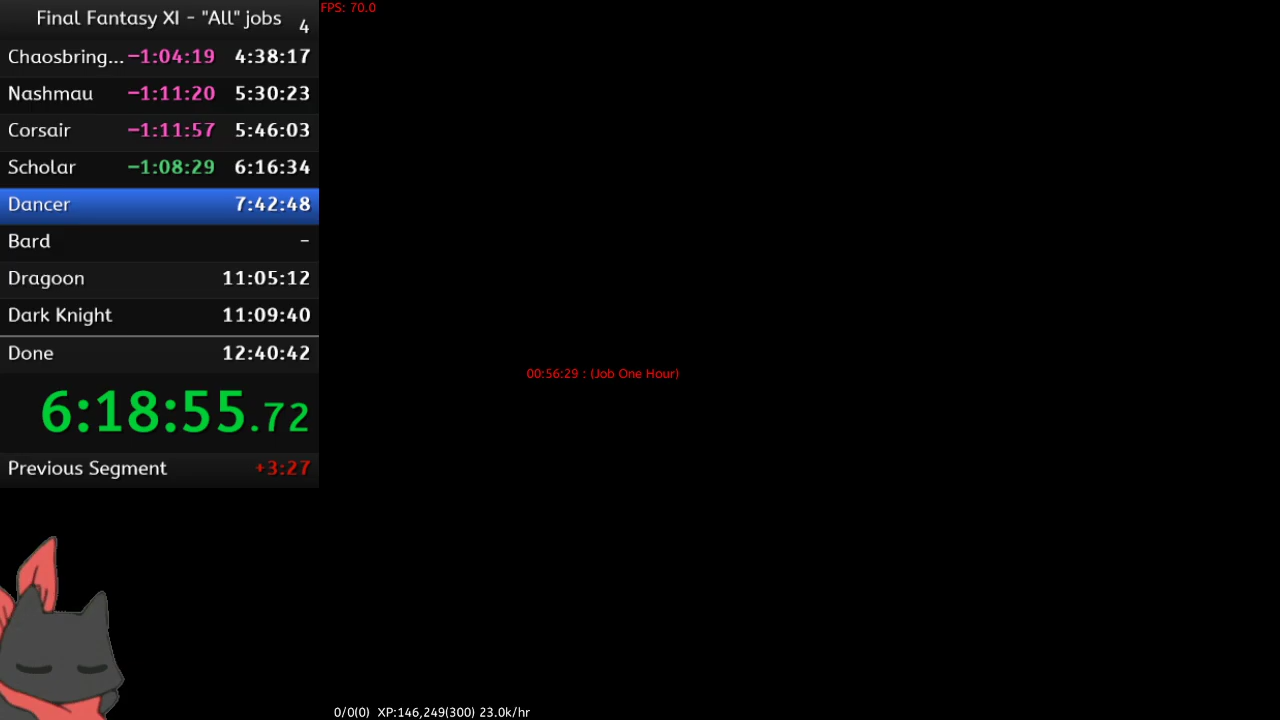 Final Fantasy XI - "All" jobs 4
FPS: 70.0
Chaosbring... −1:04:19 4:38:17
Nashmau −1:11:20 5:30:23
Corsair −1:11:57 5:46:03
Scholar −1:08:29 6:16:34
Dancer 7:42:48
Bard -
Dragoon 11:05:12
Dark Knight 11:09:40
Done 12:40:42
00:56:29 : (Job One Hour)
6:18:55.72
Previous Segment +3:27
0/0(0) XP:146,249(300) 23.0k/hr